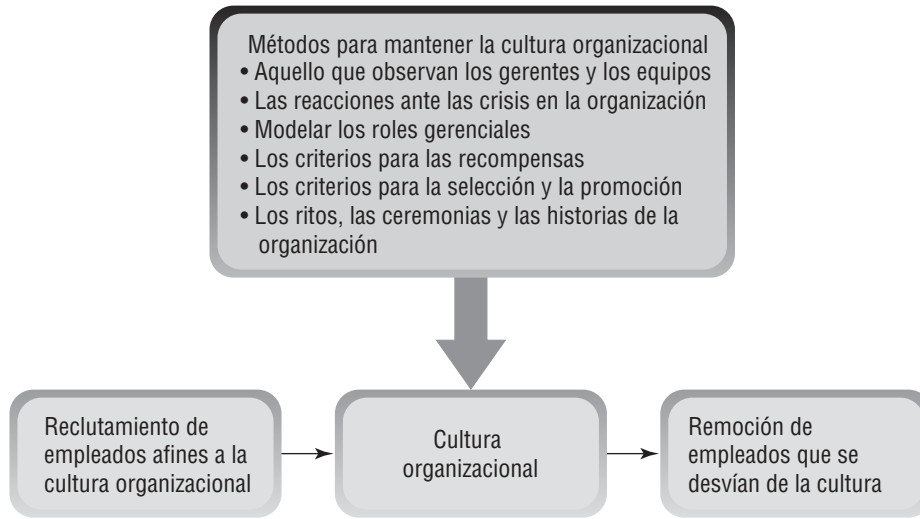 Métodos para mantener la cultura organizacional
• Aquello que observan los gerentes y los equipos
• Las reacciones ante las crisis en la organización
• Modelar los roles gerenciales
• Los criterios para las recompensas
• Los criterios para la selección y la promoción
• Los ritos, las ceremonias y las historias de la
organización
Reclutamiento de
empleados afines a la
cultura organizacional
Cultura
organizacional
Remoción de
empleados que se
desvían de la cultura